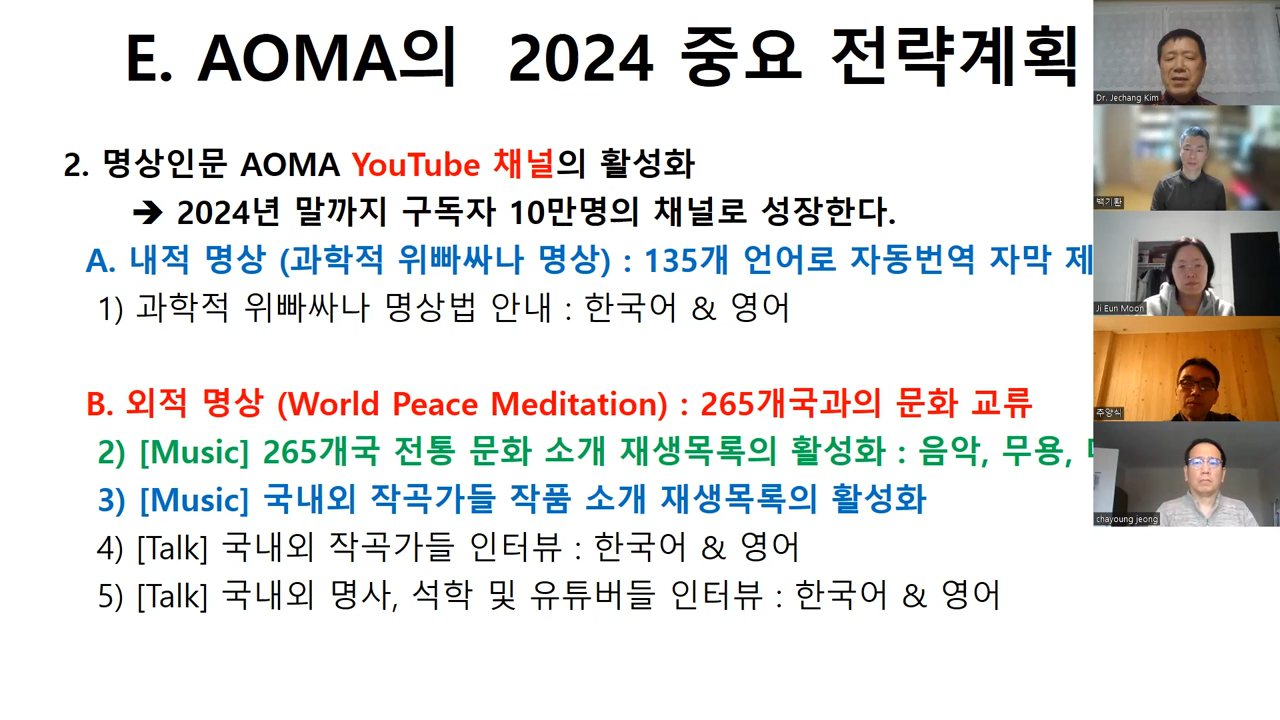 E. AOMA의 2024 중요 전략계획
2. 명상인문 AOMA YouTube 채널의 활성화
➔ 2024년 말까지 구독자 10만명의 채널로 성장한다.
A. 내적 명상 (과학적 위빠싸나 명상) : 135개 언어로 자동번역 자막 제
1) 과학적 위빠싸나 명상법 안내 : 한국어 & 영어
B. 외적 명상 (World Peace Meditation) : 265개국과의 문화 교류
2) [Music] 265개국 전통 문화 소개 재생목록의 활성화 : 음악, 무용,
3) [Music] 국내외 작곡가들 작품 소개 재생목록의 활성화
4) [Talk] 국내외 작곡가들 인터뷰 : 한국어 & 영어
5) [Talk] 국내외 명사, 석학 및 유튜버들 인터뷰 : 한국어 & 영어
Dr. Jechang Kim
백기환
Ji Eun Moon
주양식
chayoung jeong